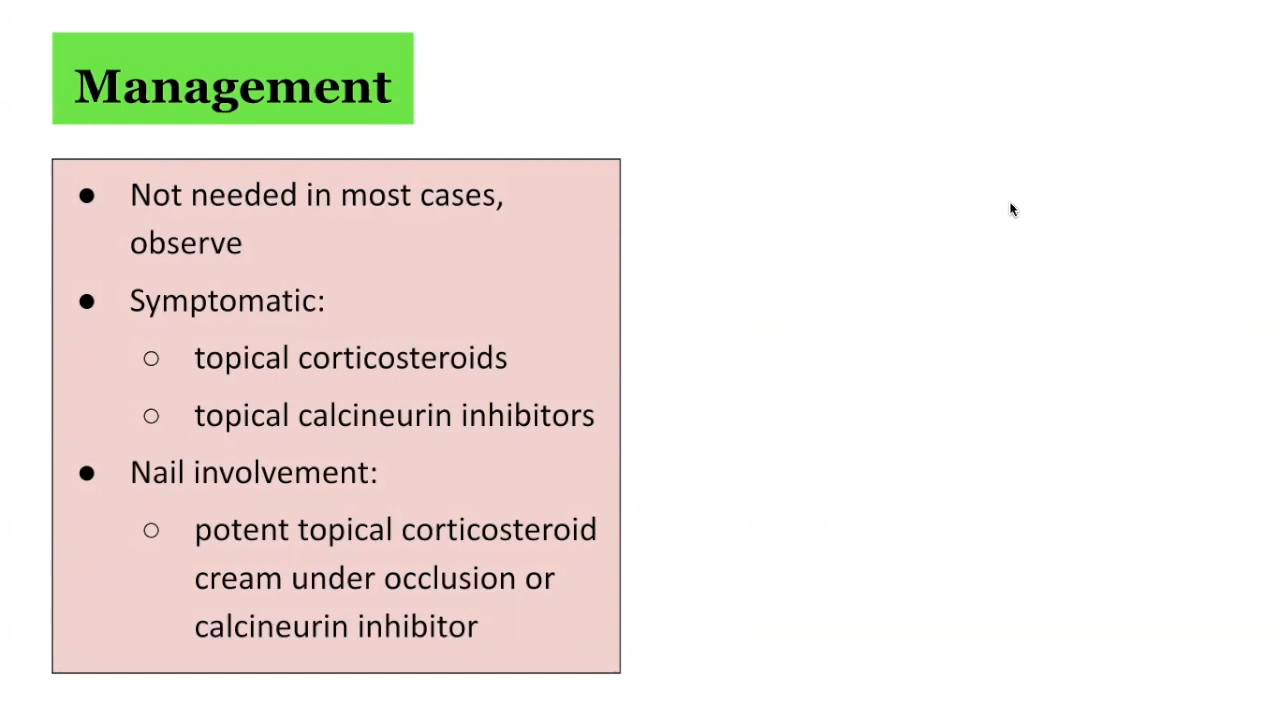 Management
● Not needed in most cases,
observe
● Symptomatic:
○ topical corticosteroids
○ topical calcineurin inhibitors
● Nail involvement:
○ potent topical corticosteroid
cream under occlusion or
calcineurin inhibitor